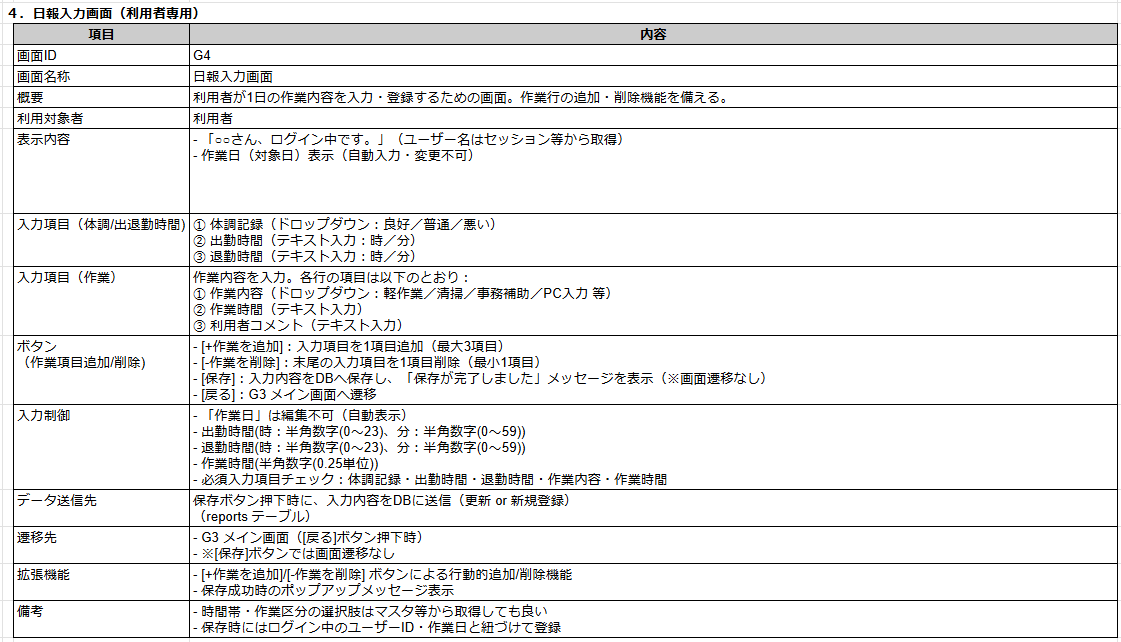 ４．日報入力画面（利用者専用）
項目 内容
画面ID G4
画面名称 日報入力画面
概要 利用者が1日の作業内容を入力・登録するための画面。作業行の追加・削除機能を備える。
利用対象者 利用者
表示内容 - 「○○さん、ログイン中です。」（ユーザー名はセッション等から取得）
- 作業日（対象日）表示（自動入力・変更不可）
入力項目（体調/出退勤時間） ① 体調記録（ドロップダウン：良好／普通／悪い）
② 出勤時間（テキスト入力：時／分）
③ 退勤時間（テキスト入力：時／分）
入力項目（作業） 作業内容を入力。各行の項目は以下のとおり：
① 作業内容（ドロップダウン：軽作業／清掃／事務補助／PC入力 等）
② 作業時間（テキスト入力）
③ 利用者コメント（テキスト入力）
ボタン - [+作業を追加]：入力項目を1項目追加（最大3項目）
（作業項目追加/削除) - [-作業を削除]：末尾の入力項目を1項目削除（最小1項目）
- [保存]：入力内容をDBへ保存し、「保存が完了しました」メッセージを表示（※画面遷移なし）
- [戻る]：G3 メイン画面へ遷移
入力制御 - 「作業日」は編集不可（自動表示）
- 出勤時間(時：半角数字(0～23)、分：半角数字(0～59))
- 退勤時間(時：半角数字(0～23)、分：半角数字(0～59))
- 作業時間(半角数字(0.25単位))
- 必須入力項目チェック：体調記録・出勤時間・退勤時間・作業内容・作業時間
データ送信先 保存ボタン押下時に、入力内容をDBに送信（更新 or 新規登録）
（reports テーブル）
遷移先 - G3 メイン画面（[戻る]ボタン押下時）
- ※[保存]ボタンでは画面遷移なし
拡張機能 - [+作業を追加]/[-作業を削除] ボタンによる行動的追加/削除機能
- 保存成功時のポップアップメッセージ表示
備考 - 時間帯・作業区分の選択肢はマスタ等から取得しても良い
- 保存時にはログイン中のユーザーID・作業日と紐づけて登録